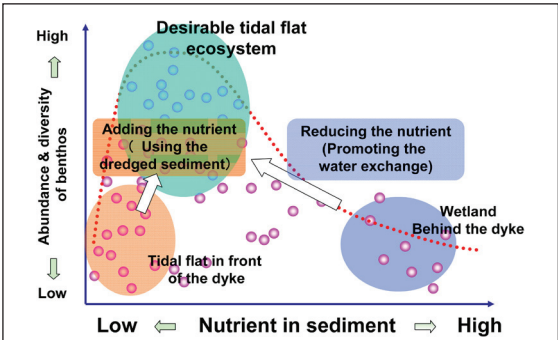 Desirable tidal flat
ecosystem
High
Abundance & diversity
of benthos
Low
Adding the nutrient
( Using the
dredged sediment)
Reducing the nutrient
(Promoting the
water exchange)
Wetland
Behind the dyke
Tidal flat in front
of the dyke
Low
Nutrient in sediment
High